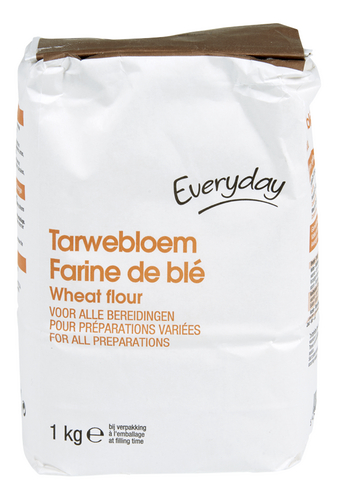 Everyday
Tarwebloem
Farine de blé
Wheat flour
VOOR ALLE BEREIDINGEN
POUR PRÉPARATIONS VARIÉES
FOR ALL PREPARATIONS
1 kg ℮
bij verpakking
à l'emballage
at filling time